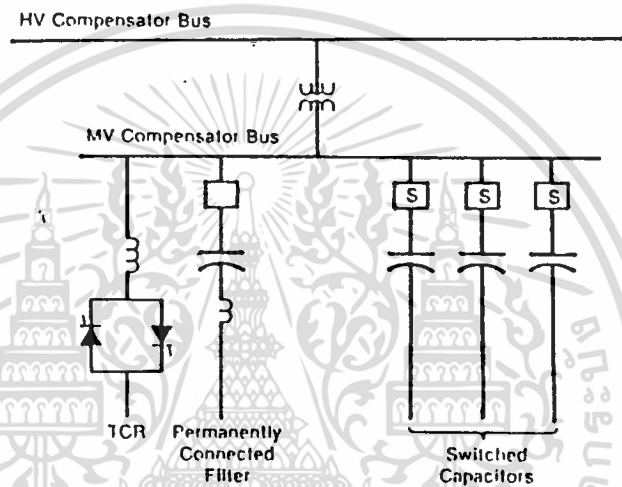 HV Compensator Bus
MV Compensator Bus
S S S
TCR
Permanently
Connected
Filter
Switched
Capacitors